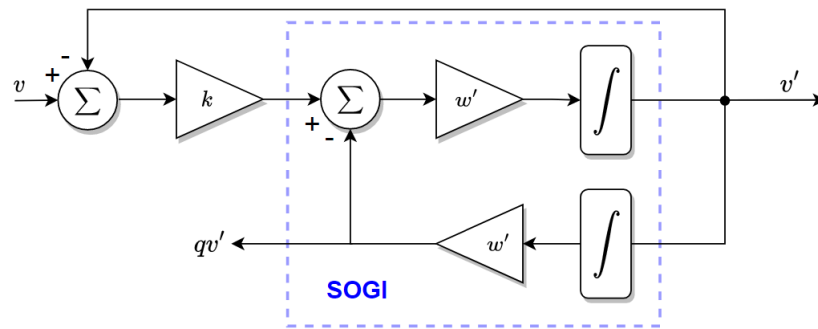 -
v + Σ k + Σ w′ ∫ v′
-
qv′ w′ ∫
SOGI